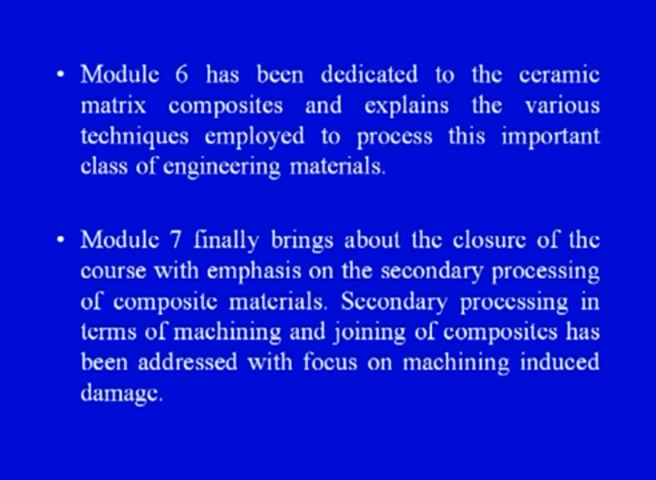 • Module 6 has been dedicated to the ceramic
matrix composites and explains the various
techniques employed to process this important
class of engineering materials.
• Module 7 finally brings about the closure of the
course with emphasis on the secondary processing
of composite materials. Secondary processing in
terms of machining and joining of composites has
been addressed with focus on machining induced
damage.